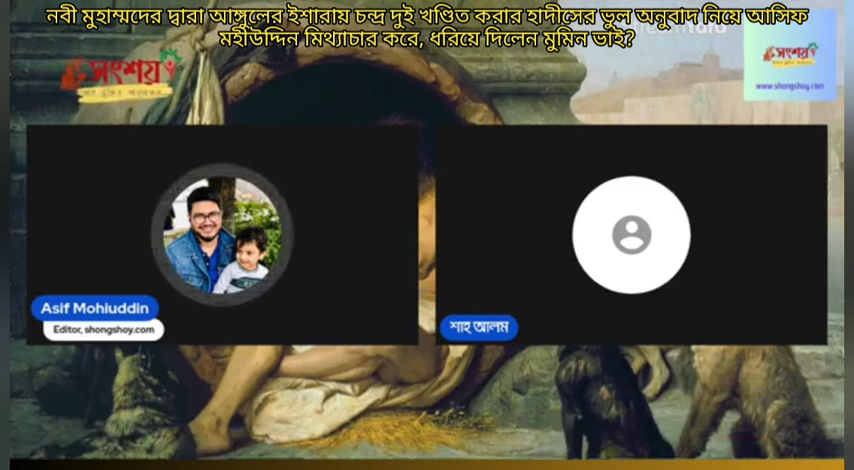 নবী মুহাম্মদের দ্বারা আঙ্গুলের ইশারায় চন্দ্র দুই খণ্ডিত করার হাদীসের ভুল অনুবাদ নিয়ে আসিফ
মহীউদ্দিন মিথ্যাচার করে, ধরিয়ে দিলেন মুমিন ভাই?
সংশয়
সংশয়
www.shongshoy.com
Asif Mohiuddin
Editor, shongshoy.com
শাহ আলম